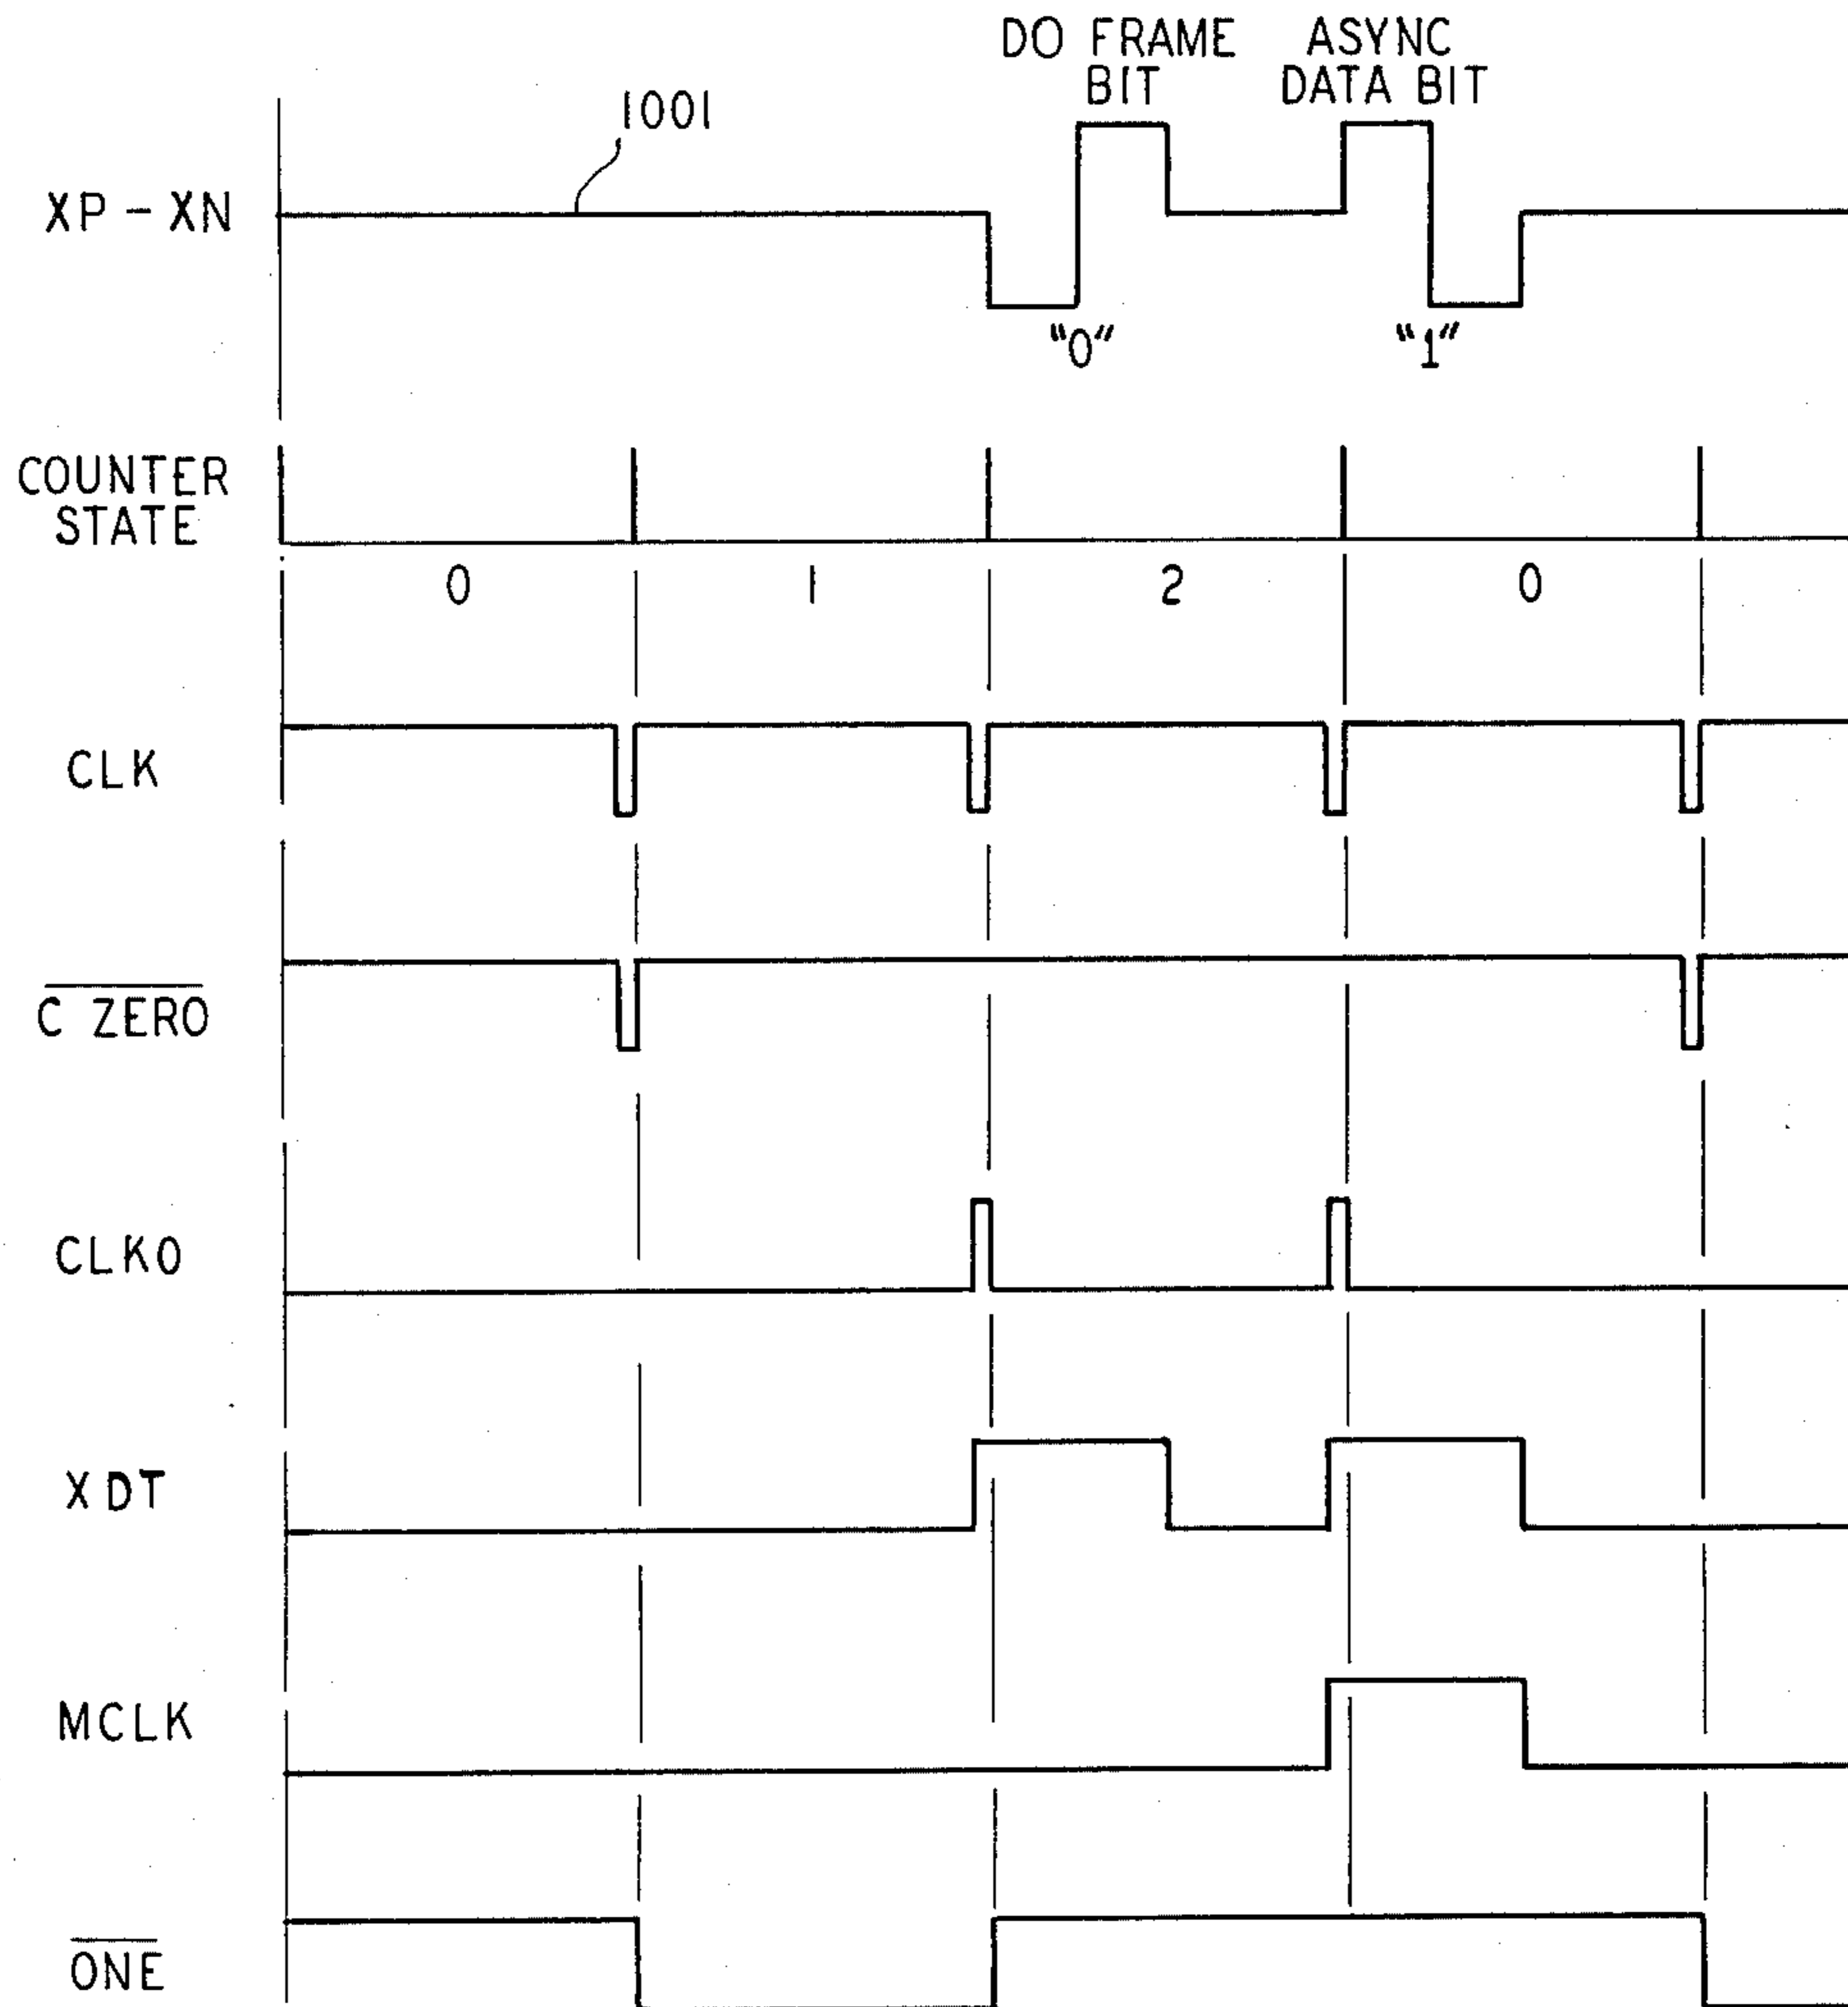 DO FRAME
BIT
ASYNC
DATA BIT
1001
XP - XN
"0"
"1"
COUNTER
STATE
0
1
2
0
CLK
C ZERO
CLK0
XDT
MCLK
ONE